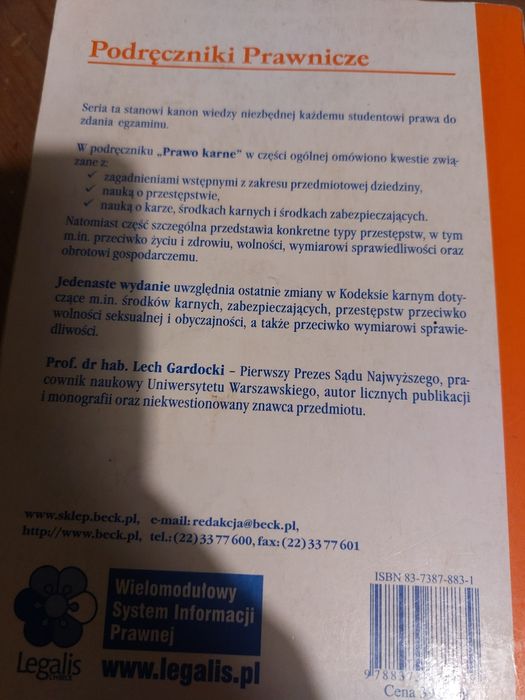 Podręczniki Prawnicze
Seria ta stanowi kanon wiedzy niezbędnej każdemu studentowi prawa do
zdania egzaminu.
W podręczniku „Prawo karne” w części ogólnej omówiono kwestie zwią-
zane z:
✓ zagadnieniami wstępnymi z zakresu przedmiotowej dziedziny,
✓ nauką o przestępstwie,
✓ nauką o karze, środkach karnych i środkach zabezpieczających.
Natomiast część szczególna przedstawia konkretne typy przestępstw, w tym
m.in. przeciwko życiu i zdrowiu, wolności, wymiarowi sprawiedliwości oraz
obrotowi gospodarczemu.
Jedenaste wydanie uwzględnia ostatnie zmiany w Kodeksie karnym doty-
czące m.in. środków karnych, zabezpieczających, przestępstw przeciwko
wolności seksualnej i obyczajności, a także przeciwko wymiarowi sprawie-
dliwości.
Prof. dr hab. Lech Gardocki – Pierwszy Prezes Sądu Najwyższego, pra-
cownik naukowy Uniwersytetu Warszawskiego, autor licznych publikacji
i monografii oraz niekwestionowany znawca przedmiotu.
www.sklep.beck.pl, e-mail: redakcja@beck.pl,
http://www.beck.pl, tel.: (22) 33 77 600, fax: (22) 33 77 601
Wielomodułowy
System Informacji
Prawnej
Legalis
www.legalis.pl
ISBN 83-7387-883-1
9 78837
Cena